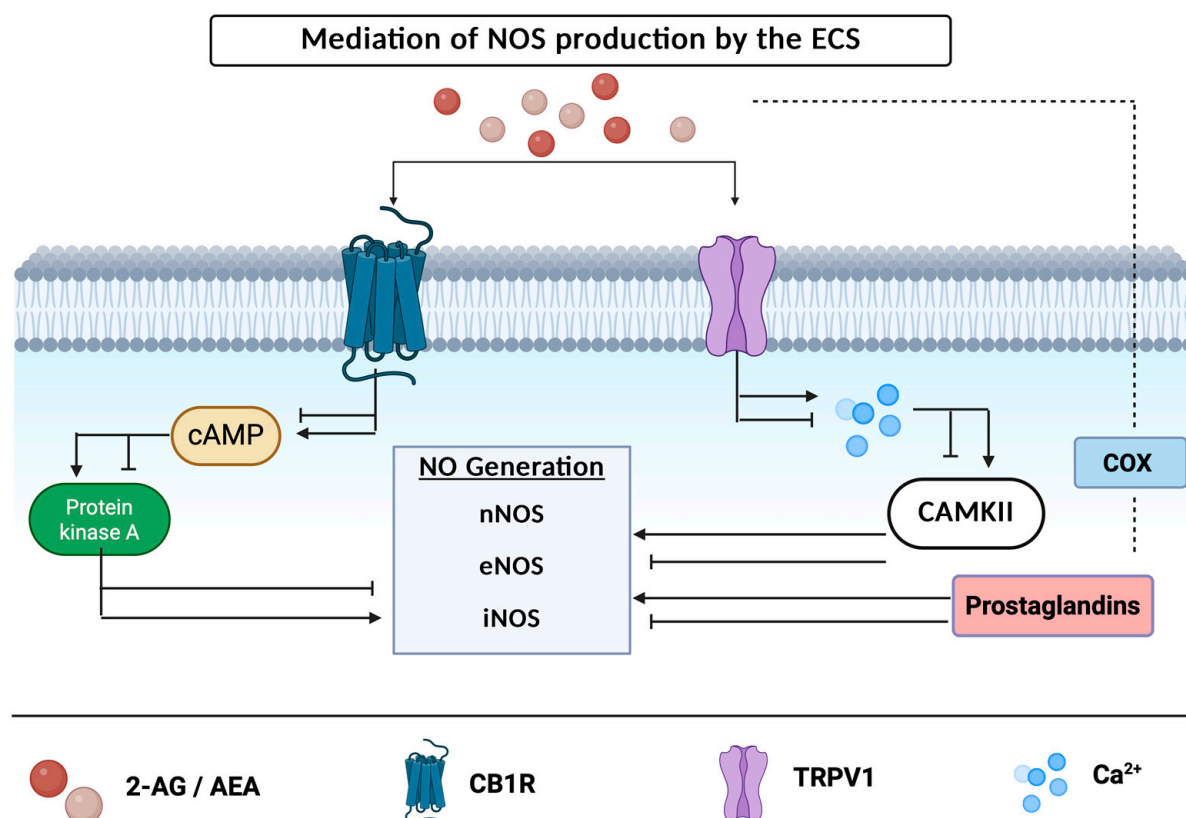 Mediation of NOS production by the ECS
cAMP
Protein
kinase A
NO Generation
nNOS
eNOS
iNOS
CAMKII
COX
Prostaglandins
2-AG / AEA
CB1R
TRPV1
Ca²⁺